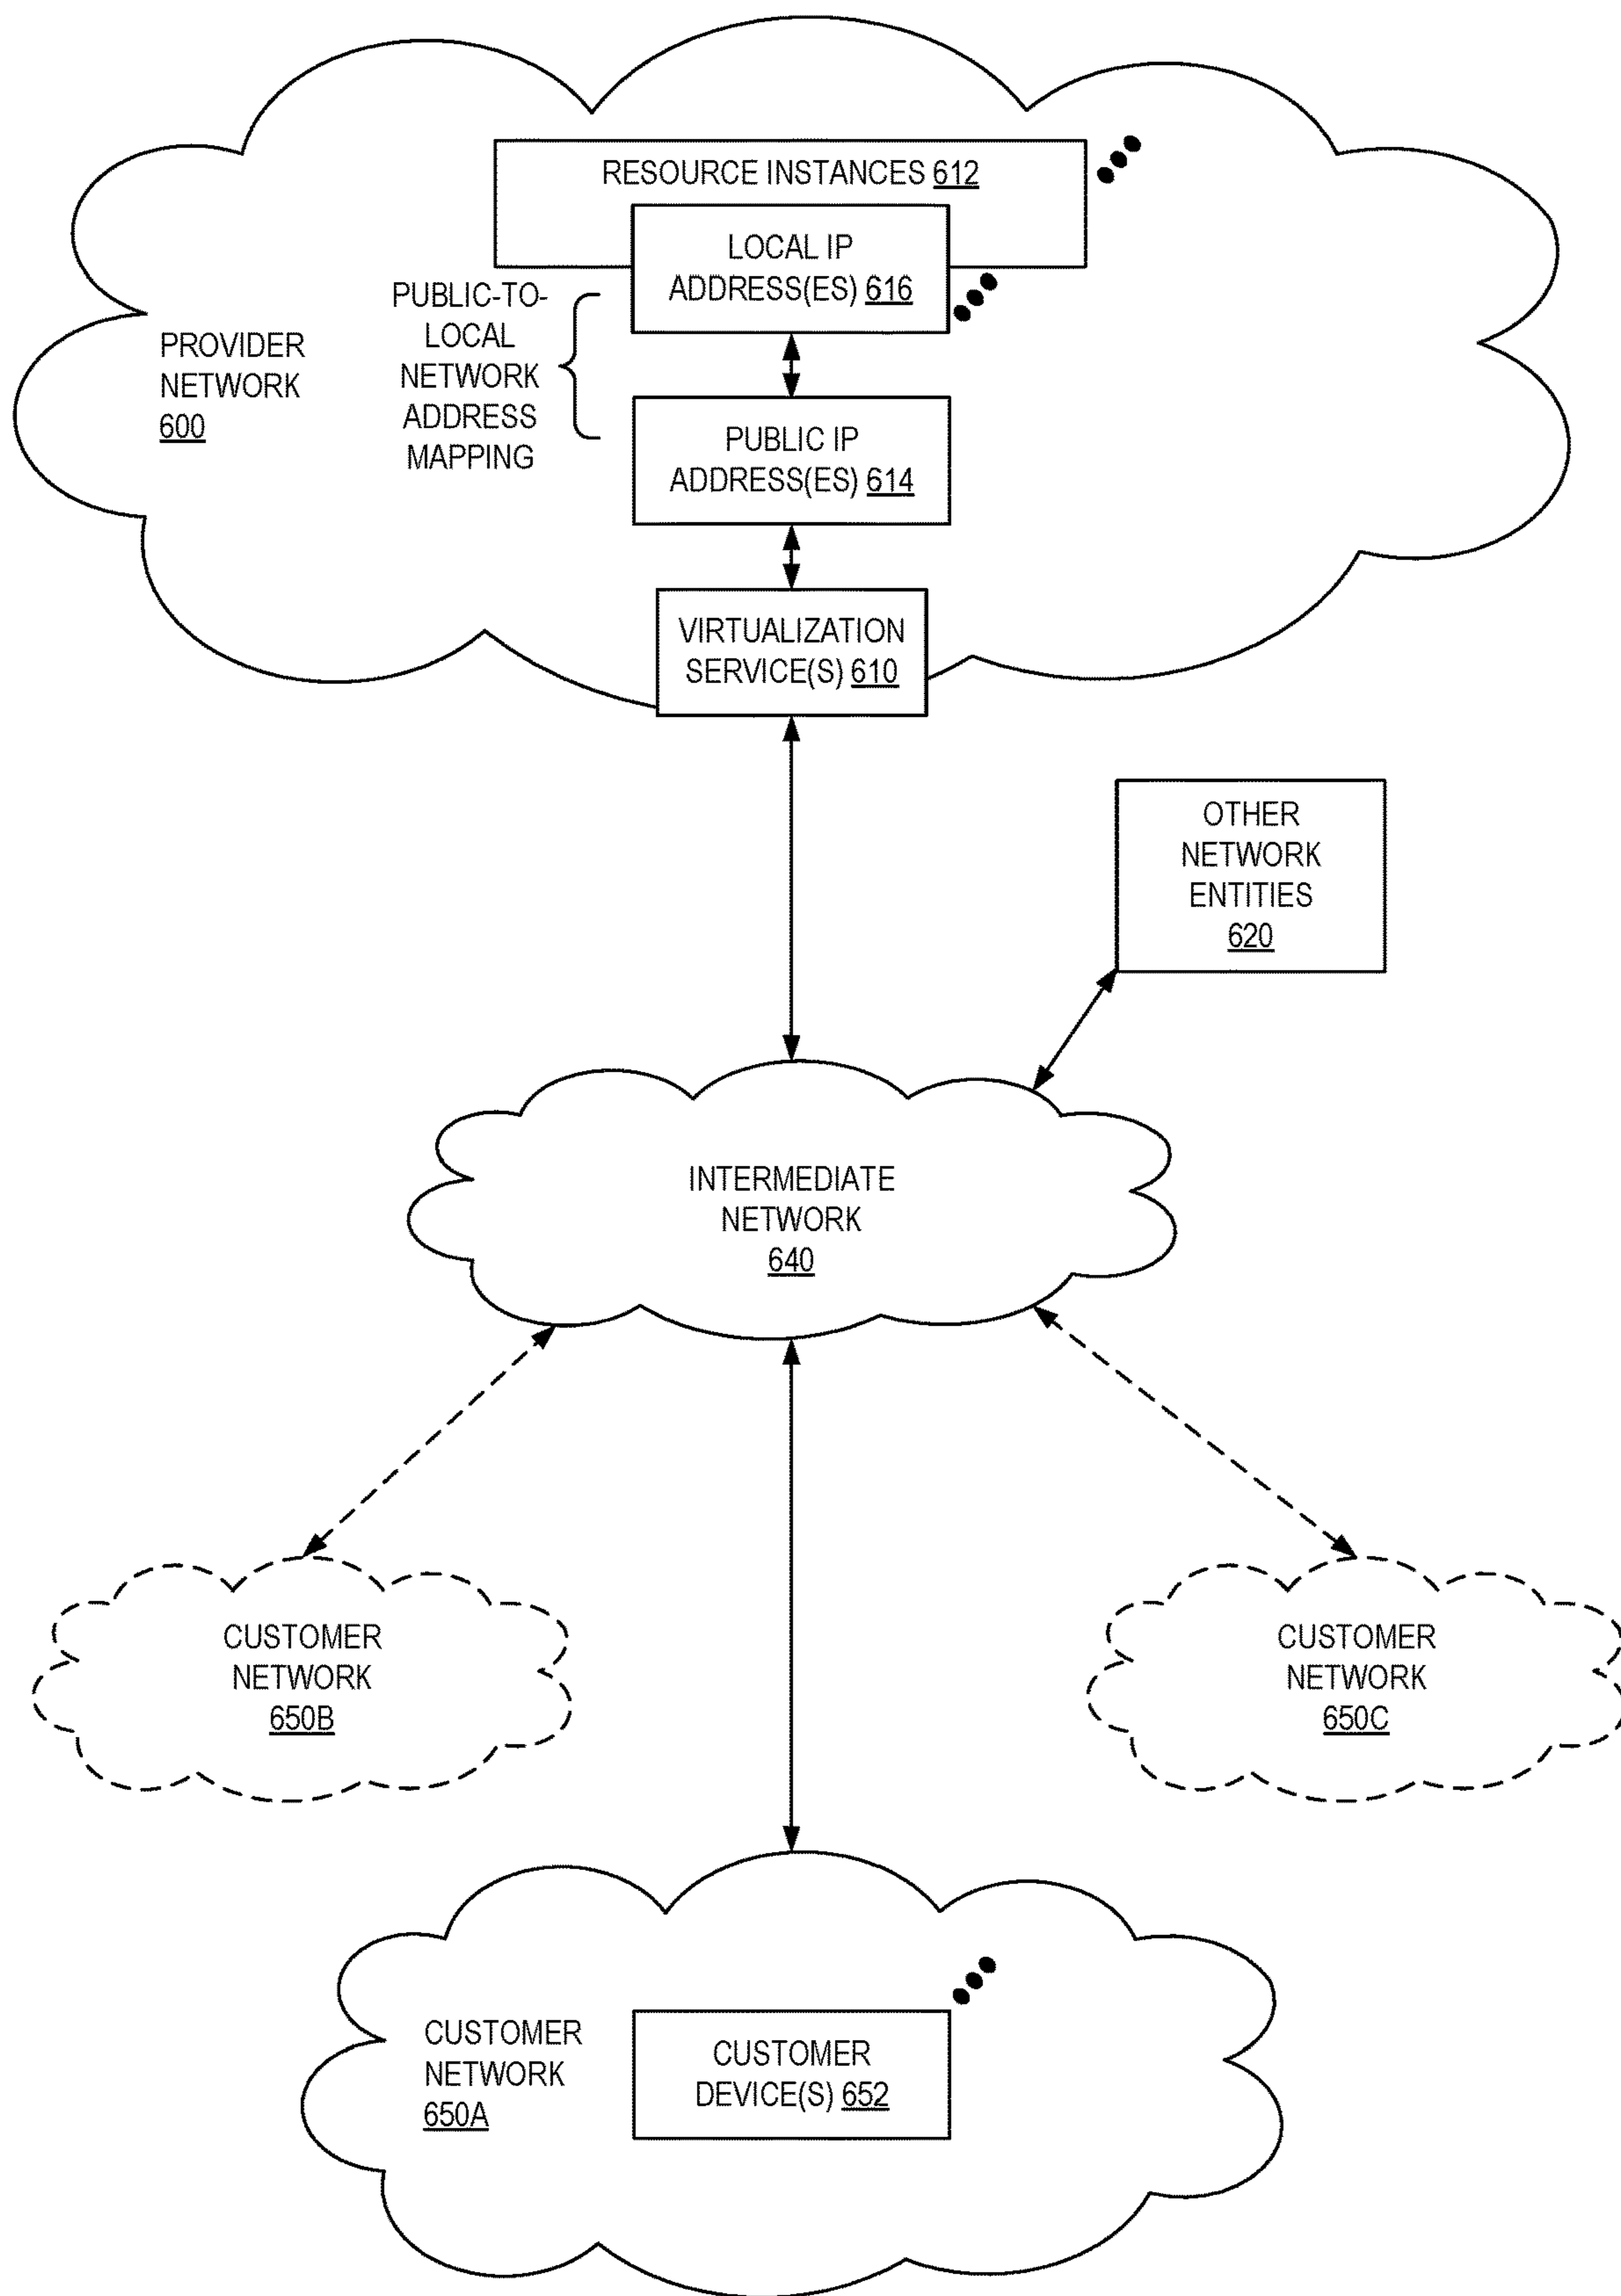 RESOURCE INSTANCES 612
LOCAL IP
ADDRESS(ES) 616
PUBLIC-TO-
LOCAL
NETWORK
ADDRESS
MAPPING
PROVIDER
NETWORK
600
PUBLIC IP
ADDRESS(ES) 614
VIRTUALIZATION
SERVICE(S) 610
OTHER
NETWORK
ENTITIES
620
INTERMEDIATE
NETWORK
640
CUSTOMER
NETWORK
650B
CUSTOMER
NETWORK
650C
CUSTOMER
NETWORK
650A
CUSTOMER
DEVICE(S) 652